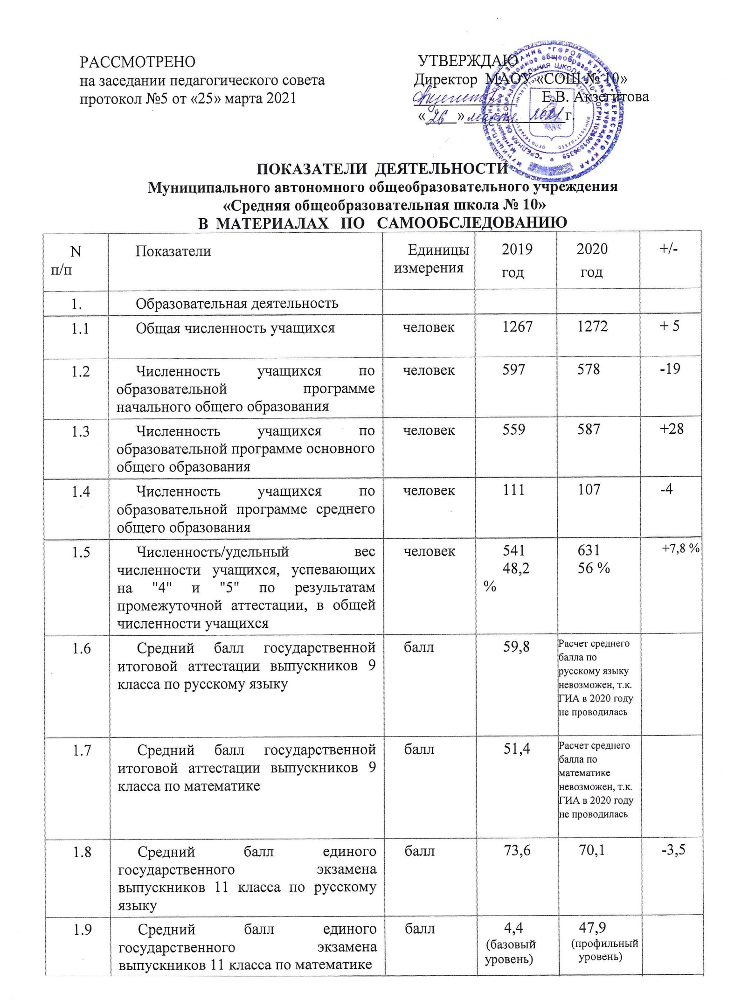 РАССМОТРЕНО
на заседании педагогического совета
протокол №5 от «25» марта 2021
УТВЕРЖДАЮ
Директор МАОУ «СОШ № 10»
Е.В. Акзегитова
«26» марта 2021 г.
ПОКАЗАТЕЛИ ДЕЯТЕЛЬНОСТИ
Муниципального автономного общеобразовательного учреждения
«Средняя общеобразовательная школа № 10»
В МАТЕРИАЛАХ ПО САМООБСЛЕДОВАНИЮ
N
п/п
Показатели
Единицы
измерения
2019
год
2020
год
+/-
1.
Образовательная деятельность
1.1
Общая численность учащихся
человек
1267
1272
+ 5
1.2
Численность учащихся по
образовательной программе
начального общего образования
человек
597
578
-19
1.3
Численность учащихся по
образовательной программе основного
общего образования
человек
559
587
+28
1.4
Численность учащихся по
образовательной программе среднего
общего образования
человек
111
107
-4
1.5
Численность/удельный вес
численности учащихся, успевающих
на "4" и "5" по результатам
промежуточной аттестации, в общей
численности учащихся
человек
541
48,2
%
631
56 %
+7,8 %
1.6
Средний балл государственной
итоговой аттестации выпускников 9
класса по русскому языку
балл
59,8
Расчет среднего
балла по
русскому языку
невозможен, т.к.
ГИА в 2020 году
не проводилась
1.7
Средний балл государственной
итоговой аттестации выпускников 9
класса по математике
балл
51,4
Расчет среднего
балла по
математике
невозможен, т.к.
ГИА в 2020 году
не проводилась
1.8
Средний балл единого
государственного экзамена
выпускников 11 класса по русскому
языку
балл
73,6
70,1
-3,5
1.9
Средний балл единого
государственного экзамена
выпускников 11 класса по математике
балл
4,4
(базовый
уровень)
47,9
(профильный
уровень)